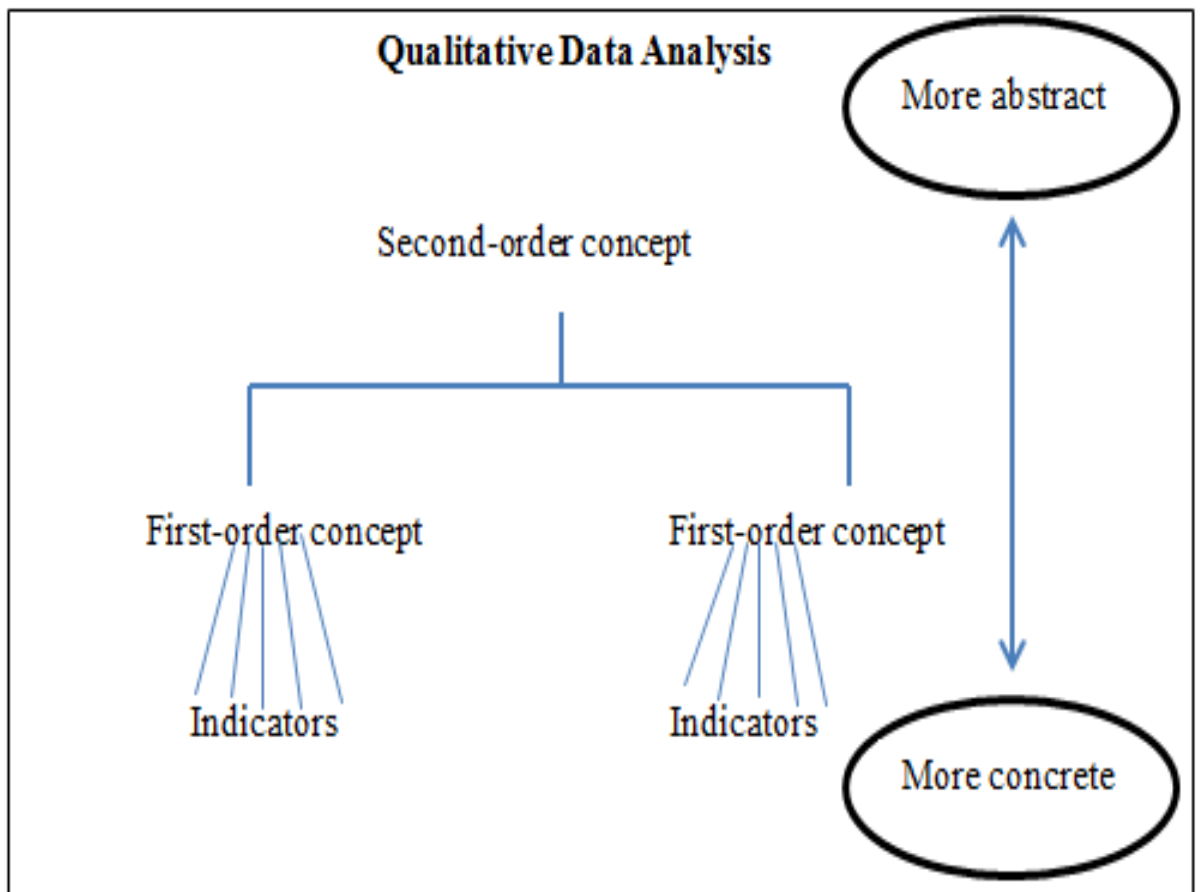 Qualitative Data Analysis
More abstract
Second-order concept
First-order concept
First-order concept
Indicators
Indicators
More concrete